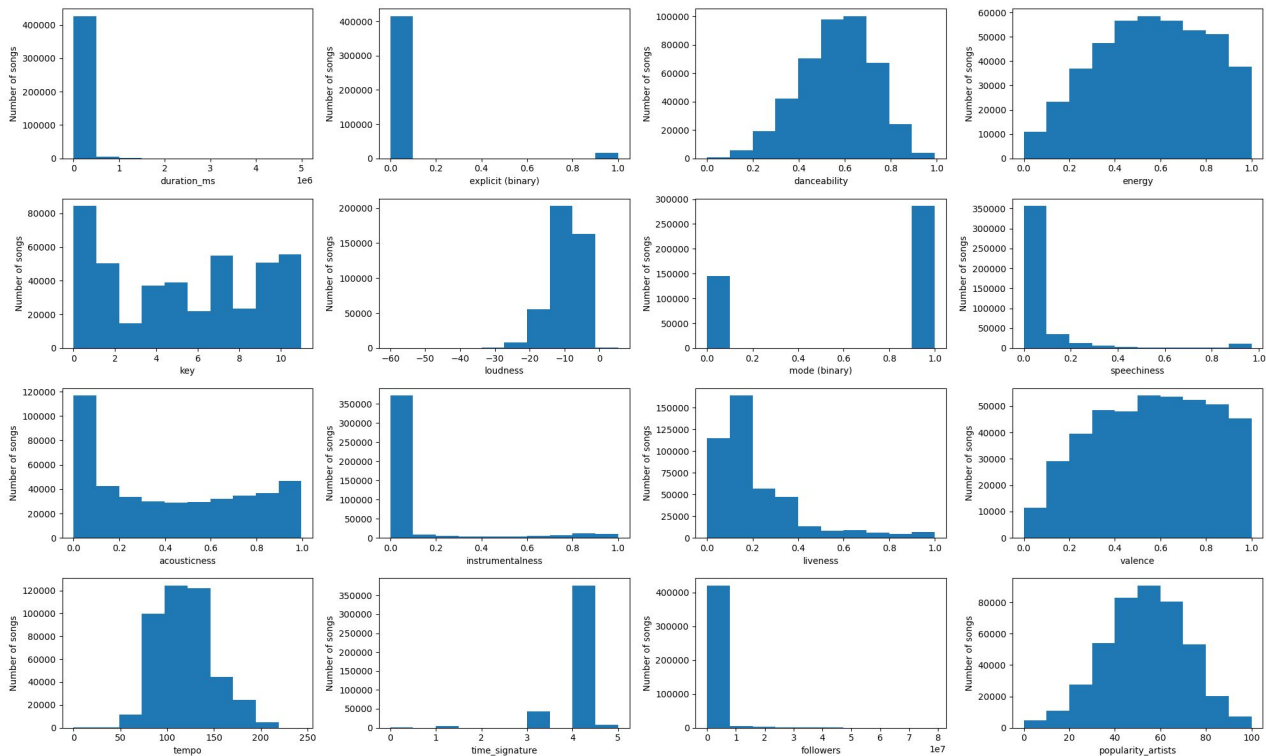 Number of songs
400000
300000
200000
100000
0
0 1 2 3 4 5
1e6
duration_ms
Number of songs
400000
300000
200000
100000
0
0.0 0.2 0.4 0.6 0.8 1.0
explicit (binary)
Number of songs
100000
80000
60000
40000
20000
0
0.0 0.2 0.4 0.6 0.8 1.0
danceability
Number of songs
60000
50000
40000
30000
20000
10000
0
0.0 0.2 0.4 0.6 0.8 1.0
energy
Number of songs
80000
60000
40000
20000
0
0 2 4 6 8 10
key
Number of songs
200000
150000
100000
50000
0
−60 −50 −40 −30 −20 −10 0
loudness
Number of songs
300000
250000
200000
150000
100000
50000
0
0.0 0.2 0.4 0.6 0.8 1.0
mode (binary)
Number of songs
350000
300000
250000
200000
150000
100000
50000
0
0.0 0.2 0.4 0.6 0.8 1.0
speechiness
Number of songs
120000
100000
80000
60000
40000
20000
0
0.0 0.2 0.4 0.6 0.8 1.0
acousticness
Number of songs
350000
300000
250000
200000
150000
100000
50000
0
0.0 0.2 0.4 0.6 0.8 1.0
instrumentalness
Number of songs
150000
125000
100000
75000
50000
25000
0
0.0 0.2 0.4 0.6 0.8 1.0
liveness
Number of songs
50000
40000
30000
20000
10000
0
0.0 0.2 0.4 0.6 0.8 1.0
valence
Number of songs
120000
100000
80000
60000
40000
20000
0
0 50 100 150 200 250
tempo
Number of songs
350000
300000
250000
200000
150000
100000
50000
0
0 1 2 3 4 5
time_signature
Number of songs
400000
300000
200000
100000
0
0 1 2 3 4 5 6 7 8
1e7
followers
Number of songs
80000
60000
40000
20000
0
0 20 40 60 80 100
popularity_artists